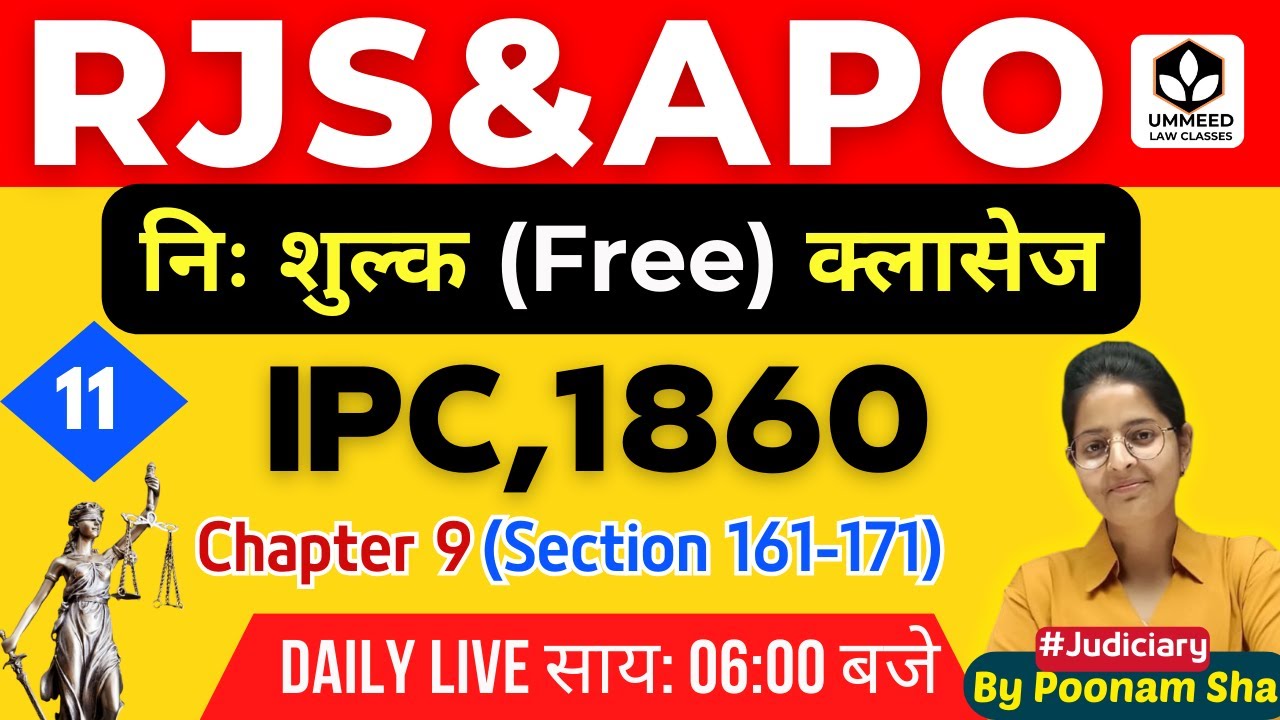 RJS&APO
UMMEED
LAW CLASSES
निः शुल्क (Free) क्लासेज
11
IPC,1860
Chapter 9 (Section 161-171)
DAILY LIVE साय: 06:00 बजे
#Judiciary
By Poonam Sha